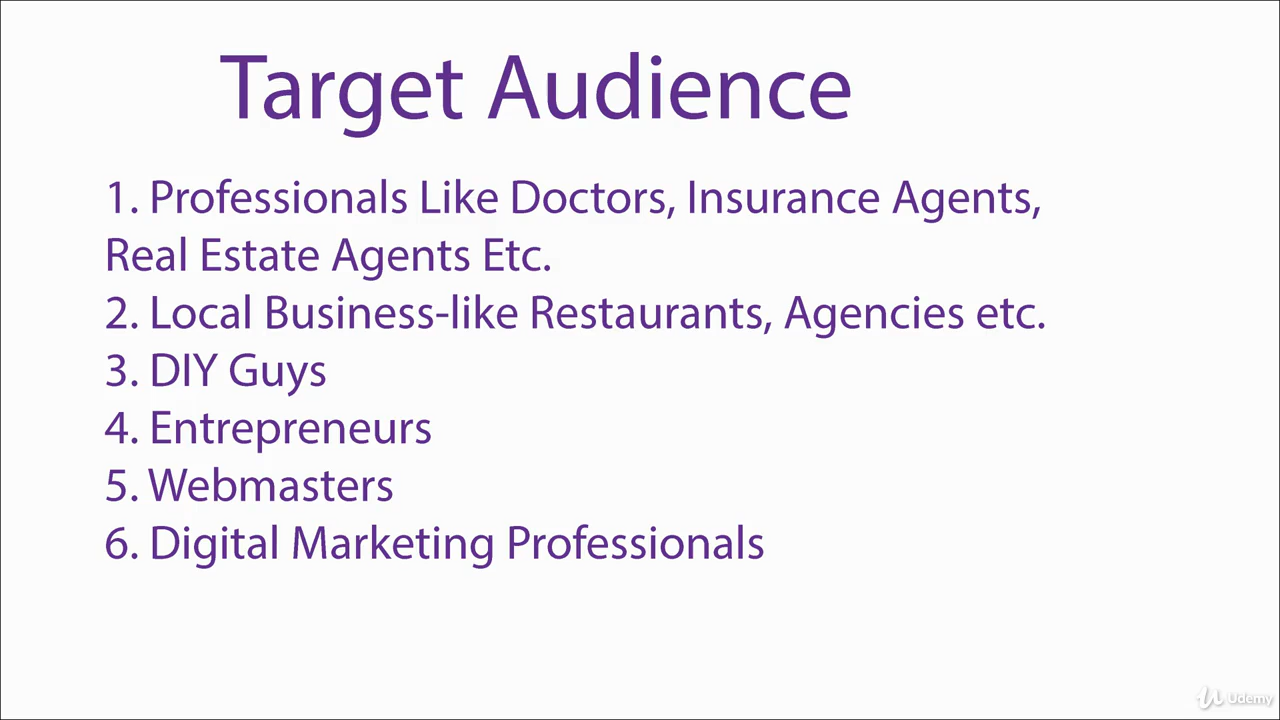 Target Audience
1. Professionals Like Doctors, Insurance Agents,
Real Estate Agents Etc.
2. Local Business-like Restaurants, Agencies etc.
3. DIY Guys
4. Entrepreneurs
5. Webmasters
6. Digital Marketing Professionals
Udemy